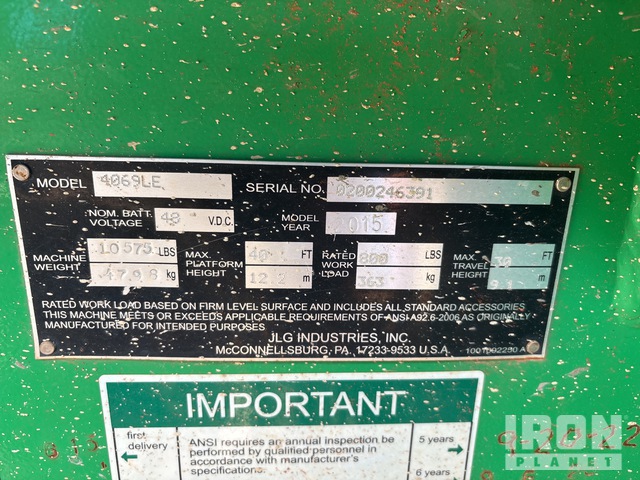 MODEL 4069LE SERIAL NO. 0200246391
NOM. BATT. VOLTAGE 48 V.D.C. MODEL YEAR 2015
MACHINE WEIGHT 10575 LBS MAX. PLATFORM HEIGHT 40 FT RATED WORK LOAD 800 LBS MAX. TRAVEL HEIGHT 30 FT
kg 12.2 m 363 kg m
RATED WORK LOAD BASED ON FIRM LEVEL SURFACE AND INCLUDES ALL STANDARD ACCESSORIES
THIS MACHINE MEETS OR EXCEEDS APPLICABLE REQUIREMENTS OF ANSI A92.6-2006 AS ORIGINALLY
MANUFACTURED FOR INTENDED PURPOSES
JLG INDUSTRIES, INC.
McCONNELLSBURG, PA. 17233-9533 U.S.A.
IMPORTANT
first delivery
ANSI requires an annual inspection be
performed by qualified personnel in
accordance with manufacturer's
specifications.
5 years
6 years
9-20-22
IRON
PLANET